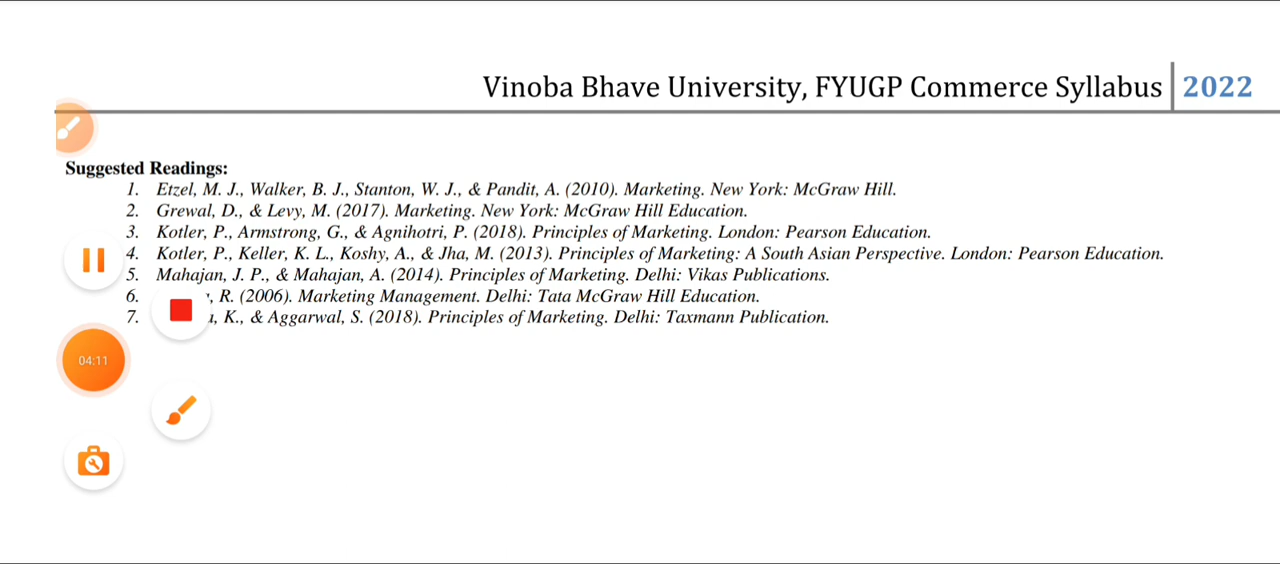 Vinoba Bhave University, FYUGP Commerce Syllabus 2022
Suggested Readings:
1. Etzel, M. J., Walker, B. J., Stanton, W. J., & Pandit, A. (2010). Marketing. New York: McGraw Hill.
2. Grewal, D., & Levy, M. (2017). Marketing. New York: McGraw Hill Education.
3. Kotler, P., Armstrong, G., & Agnihotri, P. (2018). Principles of Marketing. London: Pearson Education.
4. Kotler, P., Keller, K. L., Koshy, A., & Jha, M. (2013). Principles of Marketing: A South Asian Perspective. London: Pearson Education.
5. Mahajan, J. P., & Mahajan, A. (2014). Principles of Marketing. Delhi: Vikas Publications.
6. , R. (2006). Marketing Management. Delhi: Tata McGraw Hill Education.
7. , K., & Aggarwal, S. (2018). Principles of Marketing. Delhi: Taxmann Publication.
04:11